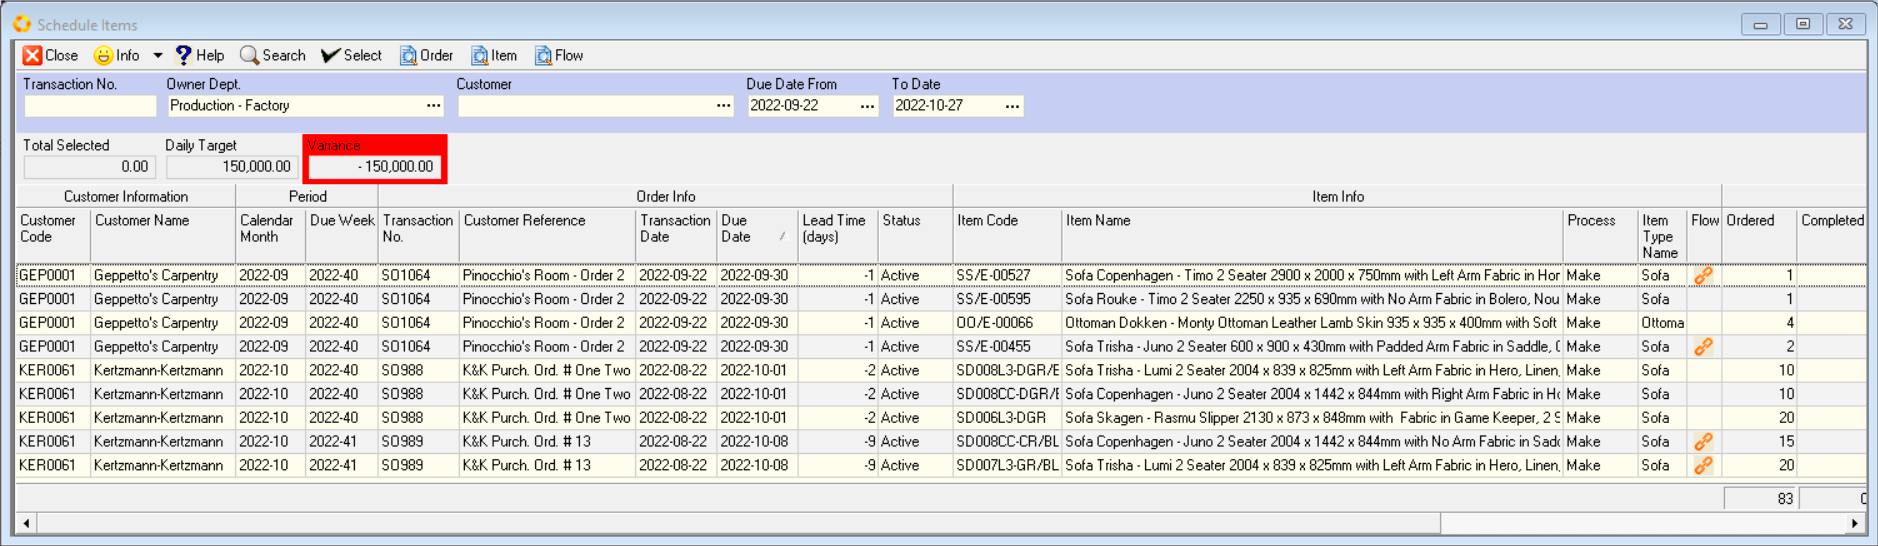 Schedule Items
Close Info Help Search Select Order Item Flow
Transaction No. Owner Dept. Customer Due Date From To Date
Production - Factory ... ... 2022-09-22 ... 2022-10-27 ...
Total Selected Daily Target Variance
0.00 150,000.00 - 150,000.00
Customer Information Period Order Info Item Info
Customer Code Customer Name Calendar Month Due Week Transaction No. Customer Reference Transaction Date Due Date Lead Time (days) Status Item Code Item Name Process Item Type Name Flow Ordered Completed
GEP0001 Geppetto's Carpentry 2022-09 2022-40 SO1064 Pinocchio's Room - Order 2 2022-09-22 2022-09-30 -1 Active SS/E-00527 Sofa Copenhagen - Timo 2 Seater 2900 x 2000 x 750mm with Left Arm Fabric in Hor Make Sofa 1
GEP0001 Geppetto's Carpentry 2022-09 2022-40 SO1064 Pinocchio's Room - Order 2 2022-09-22 2022-09-30 -1 Active SS/E-00595 Sofa Rouke - Timo 2 Seater 2250 x 935 x 690mm with No Arm Fabric in Bolero, Nou Make Sofa 1
GEP0001 Geppetto's Carpentry 2022-09 2022-40 SO1064 Pinocchio's Room - Order 2 2022-09-22 2022-09-30 -1 Active OO/E-00066 Ottoman Dokken - Monty Ottoman Leather Lamb Skin 935 x 935 x 400mm with Soft Make Ottoma 4
GEP0001 Geppetto's Carpentry 2022-09 2022-40 SO1064 Pinocchio's Room - Order 2 2022-09-22 2022-09-30 -1 Active SS/E-00455 Sofa Trisha - Juno 2 Seater 600 x 900 x 430mm with Padded Arm Fabric in Saddle, Make Sofa 2
KER0061 Kertzmann-Kertzmann 2022-10 2022-40 SO988 K&K Purch. Ord. # One Two 2022-08-22 2022-10-01 -2 Active SD008L3-DGR/E Sofa Trisha - Lumi 2 Seater 2004 x 839 x 825mm with Left Arm Fabric in Hero, Linen, Make Sofa 10
KER0061 Kertzmann-Kertzmann 2022-10 2022-40 SO988 K&K Purch. Ord. # One Two 2022-08-22 2022-10-01 -2 Active SD008CC-DGR/E Sofa Copenhagen - Juno 2 Seater 2004 x 1442 x 844mm with Right Arm Fabric in Make Sofa 10
KER0061 Kertzmann-Kertzmann 2022-10 2022-40 SO988 K&K Purch. Ord. # One Two 2022-08-22 2022-10-01 -2 Active SD006L3-DGR Sofa Skagen - Rasmu Slipper 2130 x 873 x 848mm with Fabric in Game Keeper, 2 Make Sofa 20
KER0061 Kertzmann-Kertzmann 2022-10 2022-41 SO989 K&K Purch. Ord. # 13 2022-08-22 2022-10-08 -9 Active SD008CC-CR/BL Sofa Copenhagen - Juno 2 Seater 2004 x 1442 x 844mm with No Arm Fabric in Make Sofa 15
KER0061 Kertzmann-Kertzmann 2022-10 2022-41 SO989 K&K Purch. Ord. # 13 2022-08-22 2022-10-08 -9 Active SD007L3-GR/BL Sofa Trisha - Lumi 2 Seater 2004 x 839 x 825mm with Left Arm Fabric in Hero, Linen, Make Sofa 20
83